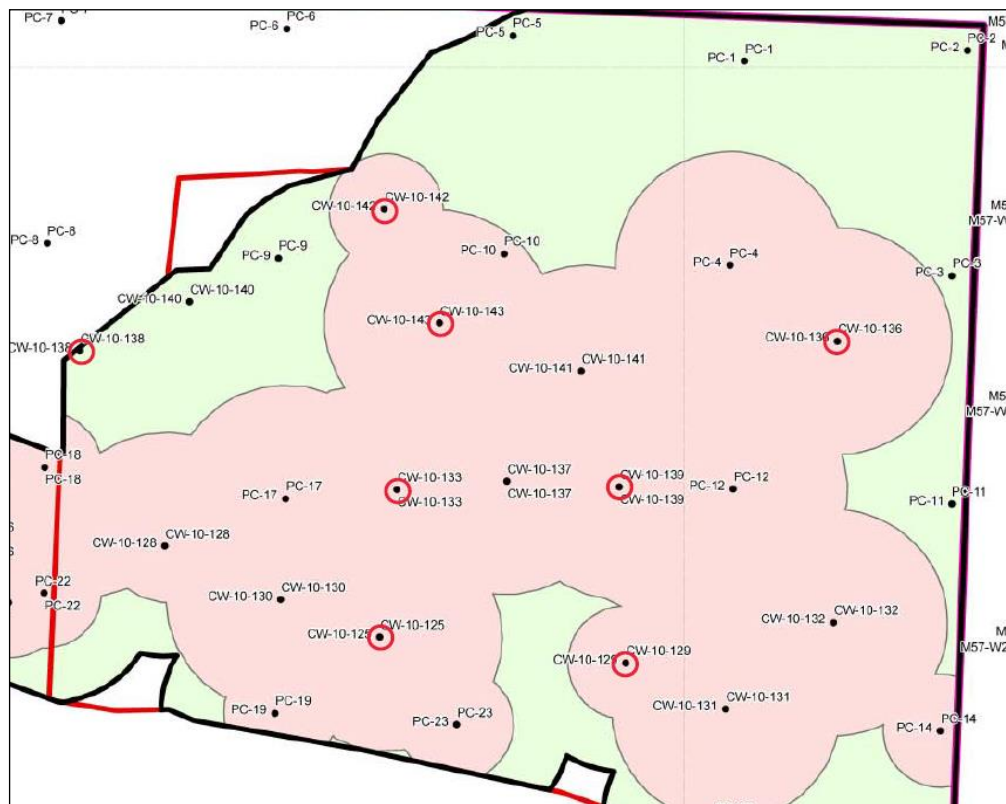 PC-7
PC-6
PC-6
PC-5
PC-5
PC-1
PC-1
PC-2
PC-2
M5
CW-10-142
CW-10-142
M5
M57-W
PC-8
PC-8
PC-9
PC-9
PC-10
PC-10
PC-4
PC-4
PC-3
PC-3
CW-10-140
CW-10-140
CW-10-143
CW-10-143
CW-10-136
CW-10-136
CW-10-138
CW-10-138
CW-10-141
CW-10-141
M5
M57-W
PC-18
PC-18
CW-10-133
CW-10-133
CW-10-137
CW-10-137
CW-10-139
CW-10-139
PC-12
PC-12
PC-17
PC-17
PC-11
PC-11
CW-10-128
CW-10-128
PC-22
PC-22
CW-10-130
CW-10-130
CW-10-132
CW-10-132
CW-10-125
CW-10-125
M57-W2
CW-10-129
CW-10-129
CW-10-131
CW-10-131
PC-19
PC-19
PC-23
PC-23
PC-14
PC-14